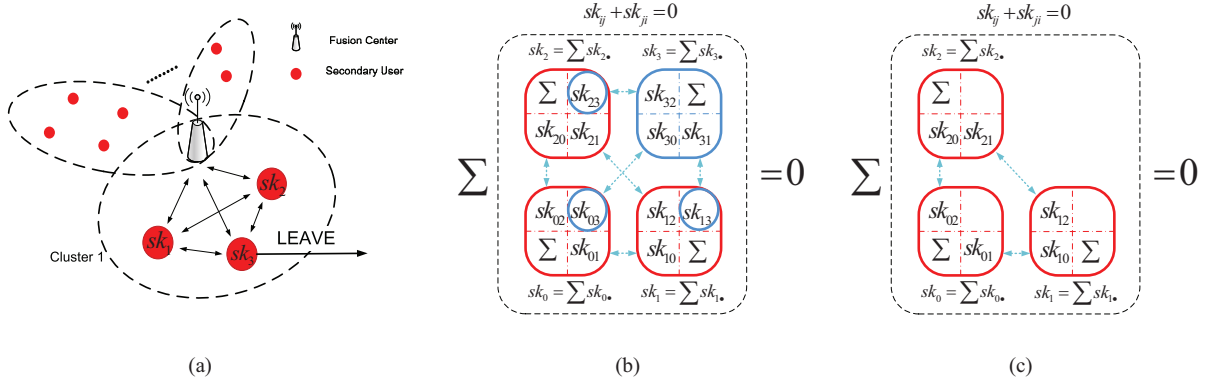 Fusion Center
Secondary User
sk₂
sk₁
sk₃
LEAVE
Cluster 1
(a)
skᵢⱼ + skⱼᵢ = 0
sk₂ = ∑ sk₂•
sk₃ = ∑ sk₃•
∑ sk₂₃
sk₃₂ ∑
sk₂₀ sk₂₁
sk₃₀ sk₃₁
∑
= 0
sk₀₂ sk₀₃
sk₁₂ sk₁₃
∑ sk₀₁
sk₁₀ ∑
sk₀ = ∑ sk₀•
sk₁ = ∑ sk₁•
(b)
skᵢⱼ + skⱼᵢ = 0
sk₂ = ∑ sk₂•
∑
sk₂₀ sk₂₁
∑
= 0
sk₀₂
sk₁₂
∑ sk₀₁
sk₁₀ ∑
sk₀ = ∑ sk₀•
sk₁ = ∑ sk₁•
(c)